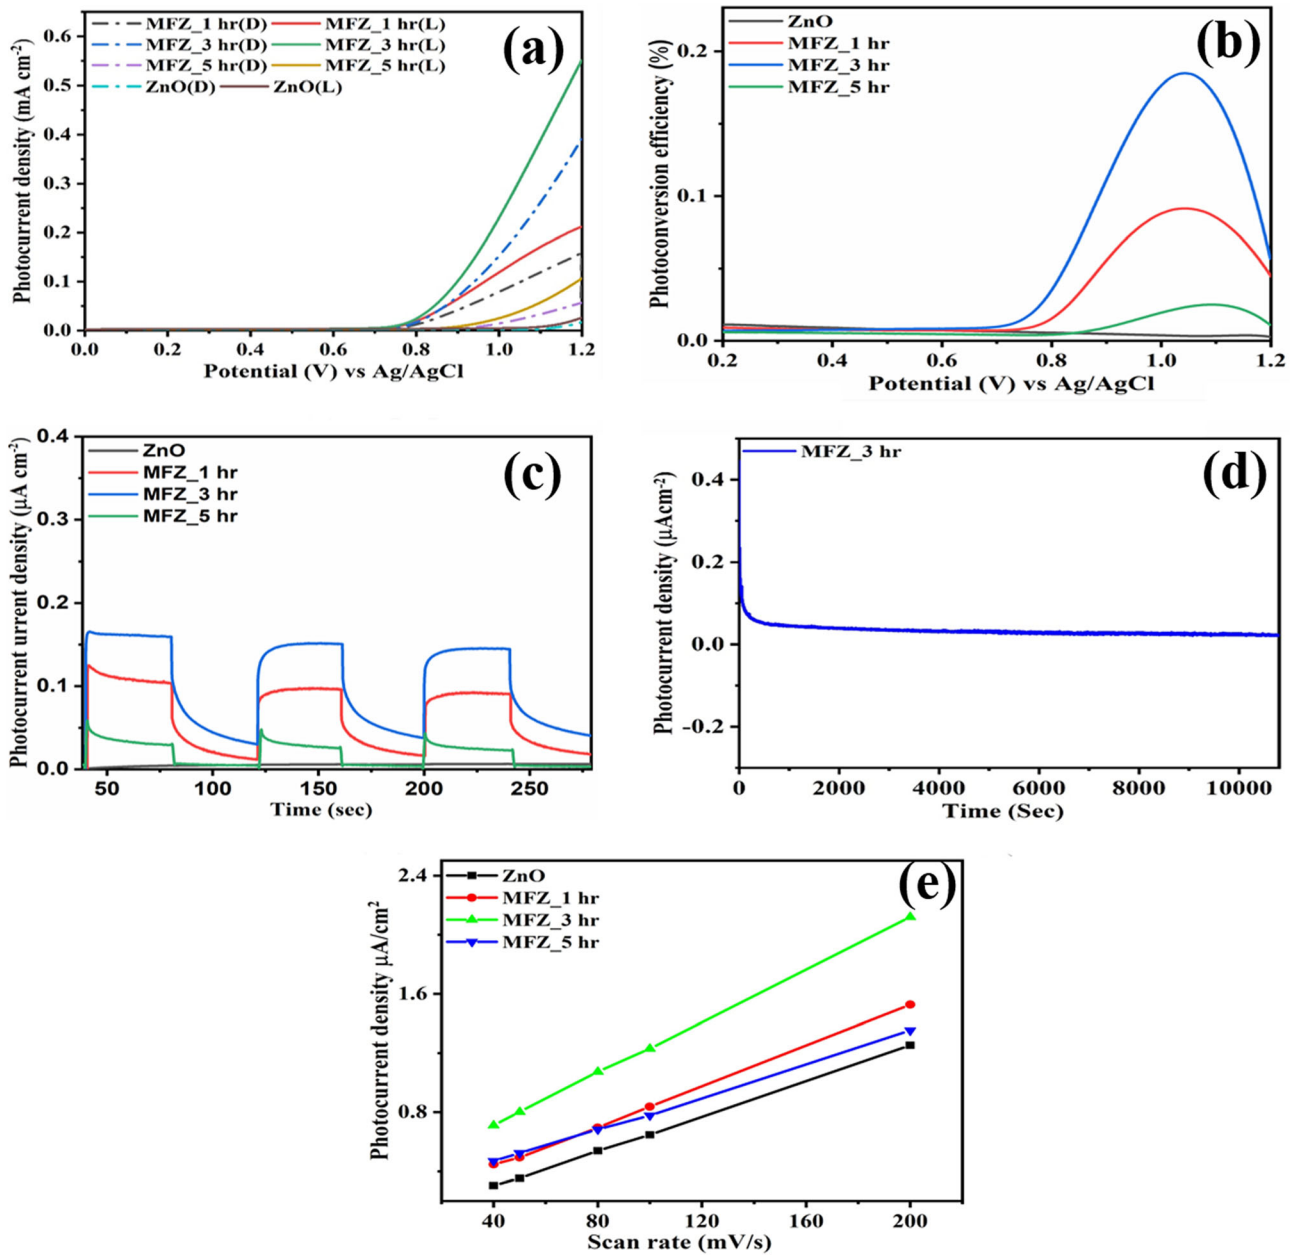 (a)
MFZ_1 hr(D) MFZ_1 hr(L)
MFZ_3 hr(D) MFZ_3 hr(L)
MFZ_5 hr(D) MFZ_5 hr(L)
ZnO(D) ZnO(L)
Photocurrent density (mA cm-2)
0.6
0.5
0.4
0.3
0.2
0.1
0.0
0.0 0.2 0.4 0.6 0.8 1.0 1.2
Potential (V) vs Ag/AgCl
(b)
ZnO
MFZ_1 hr
MFZ_3 hr
MFZ_5 hr
Photoconversion efficiency (%)
0.2
0.1
0.0
0.2 0.4 0.6 0.8 1.0 1.2
Potential (V) vs Ag/AgCl
(c)
ZnO
MFZ_1 hr
MFZ_3 hr
MFZ_5 hr
Photocurrent urrent density (µA cm-2)
0.4
0.3
0.2
0.1
0.0
50 100 150 200 250
Time (sec)
(d)
MFZ_3 hr
Photocurrent density (µAcm-2)
0.4
0.2
0.0
-0.2
0 2000 4000 6000 8000 10000
Time (Sec)
(e)
ZnO
MFZ_1 hr
MFZ_3 hr
MFZ_5 hr
Photocurrent density µA/cm2
2.4
1.6
0.8
40 80 120 160 200
Scan rate (mV/s)